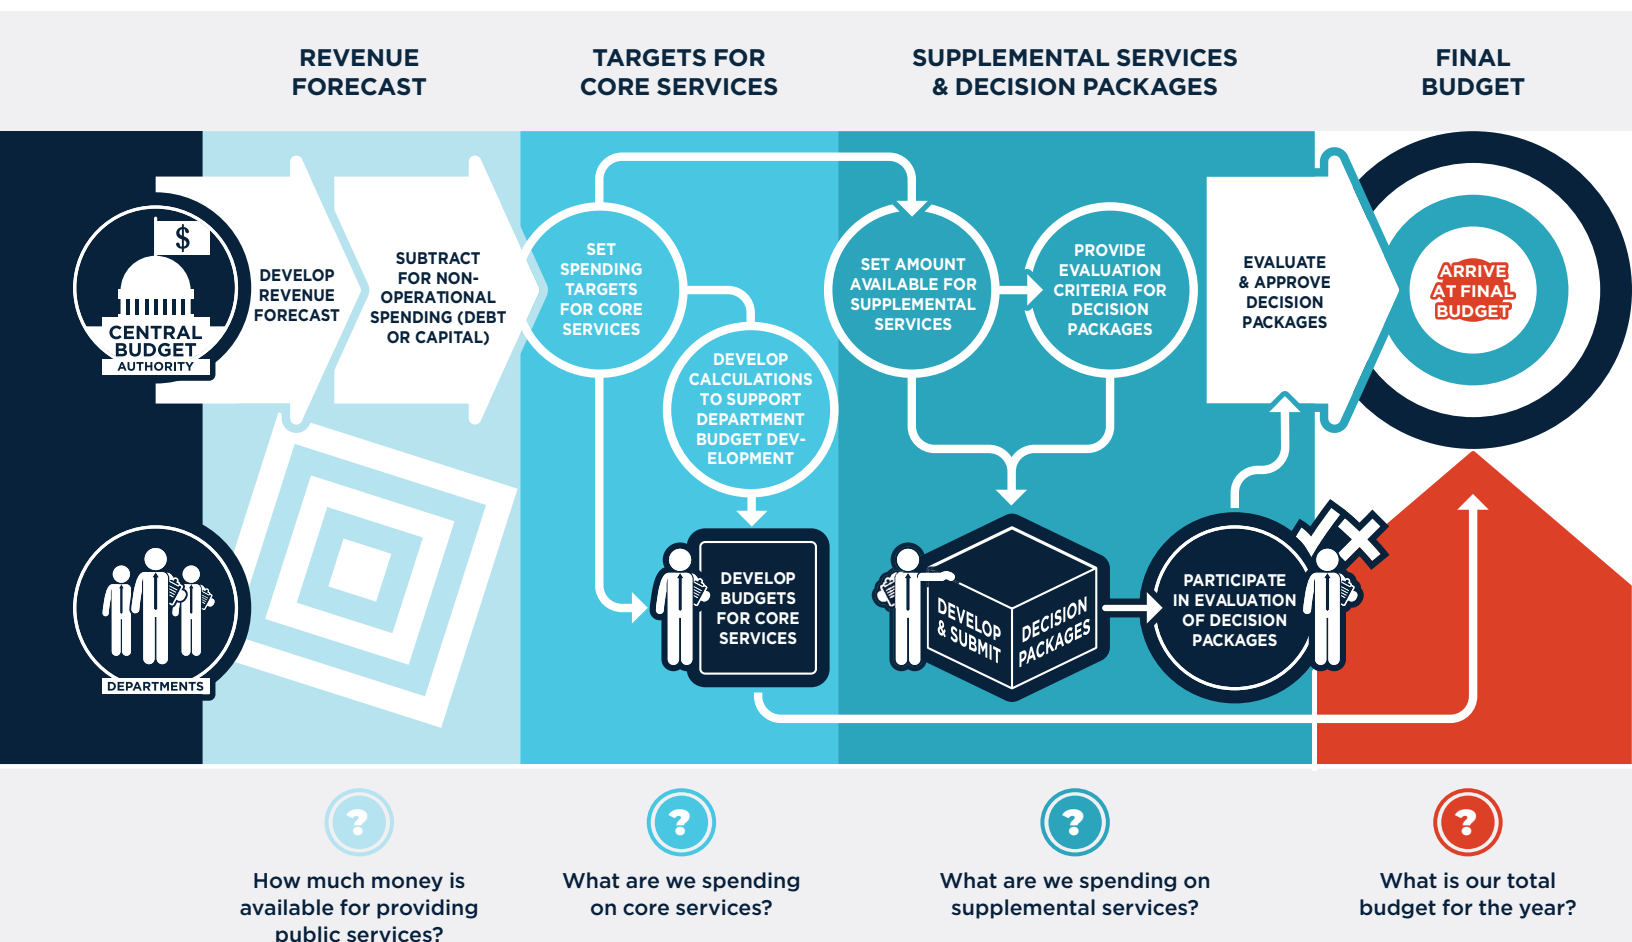 REVENUE
FORECAST
TARGETS FOR
CORE SERVICES
SUPPLEMENTAL SERVICES
& DECISION PACKAGES
FINAL
BUDGET
$
CENTRAL
BUDGET
AUTHORITY
DEVELOP
REVENUE
FORECAST
SUBTRACT
FOR NON-
OPERATIONAL
SPENDING (DEBT
OR CAPITAL)
SET
SPENDING
TARGETS
FOR CORE
SERVICES
DEVELOP
CALCULATIONS
TO SUPPORT
DEPARTMENT
BUDGET DEV-
ELOPMENT
SET AMOUNT
AVAILABLE FOR
SUPPLEMENTAL
SERVICES
PROVIDE
EVALUATION
CRITERIA FOR
DECISION
PACKAGES
EVALUATE
& APPROVE
DECISION
PACKAGES
ARRIVE
AT FINAL
BUDGET
DEPARTMENTS
DEVELOP
BUDGETS
FOR CORE
SERVICES
DEVELOP
& SUBMIT
DECISION
PACKAGES
PARTICIPATE
IN EVALUATION
OF DECISION
PACKAGES
?
How much money is
available for providing
public services?
?
What are we spending
on core services?
?
What are we spending on
supplemental services?
?
What is our total
budget for the year?